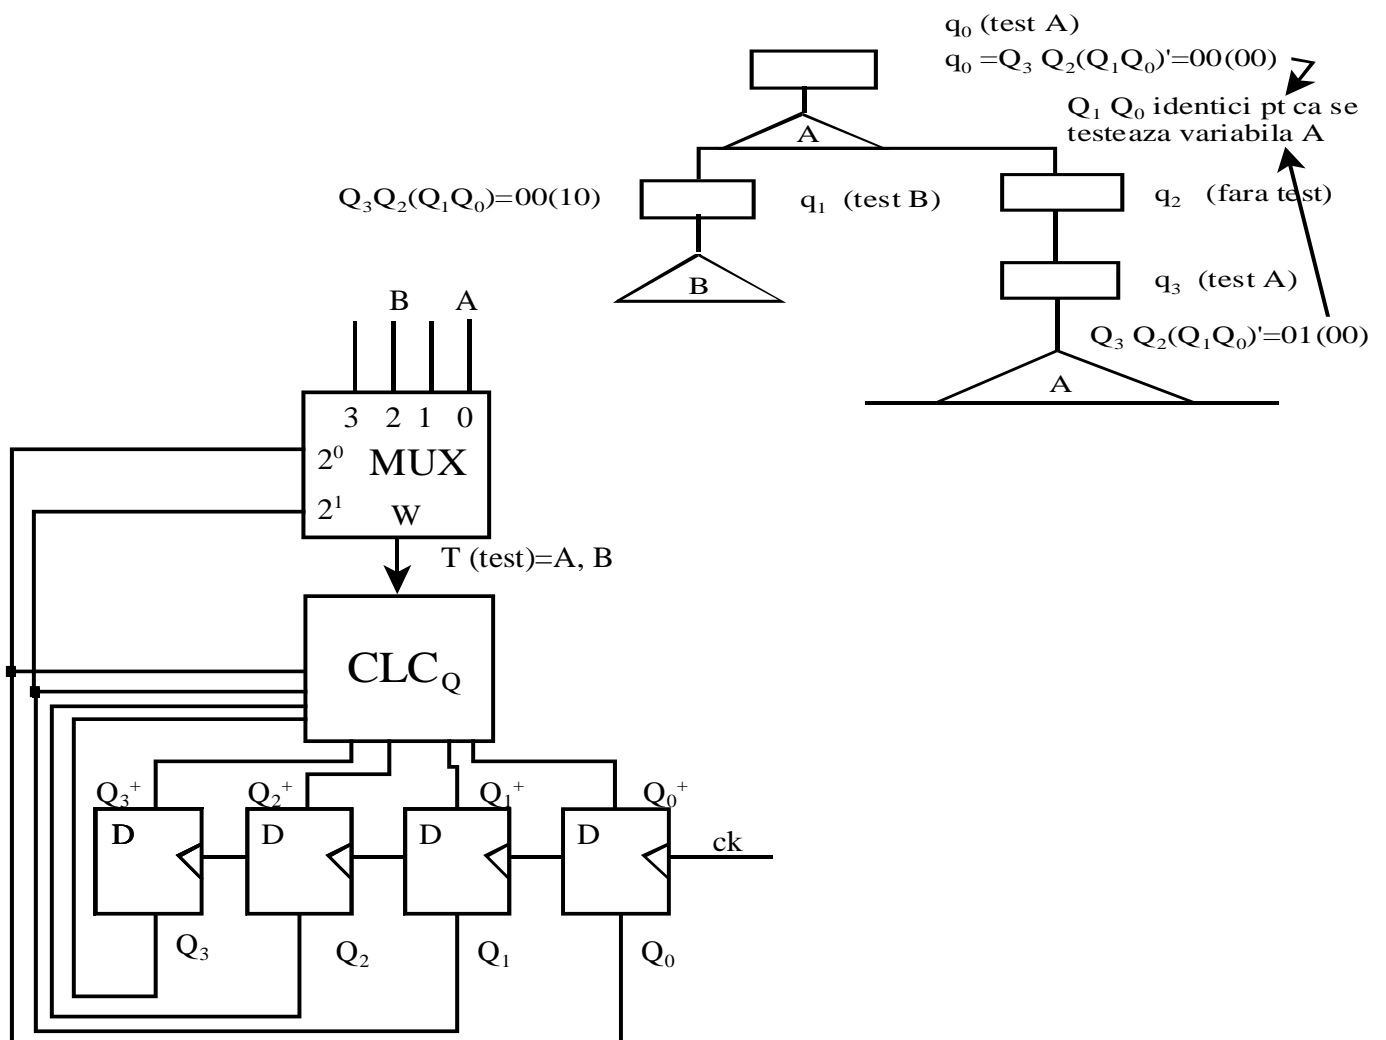 q₀ (test A)
q₀ =Q₃ Q₂(Q₁Q₀)'=00(00)
Q₁ Q₀ identici pt ca se
testeaza variabila A
A
Q₃Q₂(Q₁Q₀)=00(10)
q₁ (test B)
q₂ (fara test)
B
q₃ (test A)
Q₃ Q₂(Q₁Q₀)'=01(00)
A
B A
3 2 1 0
2⁰ MUX
2¹ W
T (test)=A, B
CLC_Q
Q₃⁺ Q₂⁺ Q₁⁺ Q₀⁺
D D D D
ck
Q₃ Q₂ Q₁ Q₀